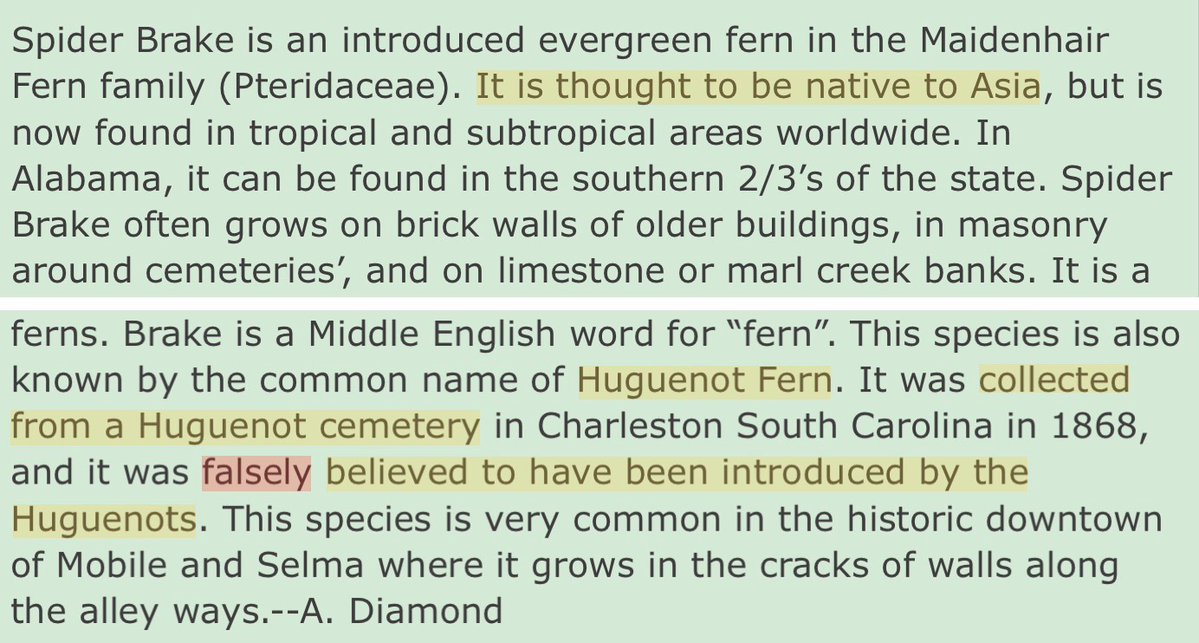 Spider Brake is an introduced evergreen fern in the Maidenhair
Fern family (Pteridaceae). It is thought to be native to Asia, but is
now found in tropical and subtropical areas worldwide. In
Alabama, it can be found in the southern 2/3’s of the state. Spider
Brake often grows on brick walls of older buildings, in masonry
around cemeteries’, and on limestone or marl creek banks. It is a
ferns. Brake is a Middle English word for “fern”. This species is also
known by the common name of Huguenot Fern. It was collected
from a Huguenot cemetery in Charleston South Carolina in 1868,
and it was falsely believed to have been introduced by the
Huguenots. This species is very common in the historic downtown
of Mobile and Selma where it grows in the cracks of walls along
the alley ways.--A. Diamond